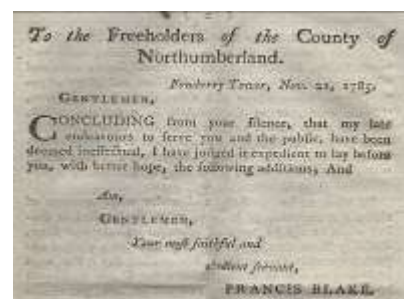 To the Freeholders of the County of
Northumberland.
Tower, Nov. 21, 1785.
GENTLEMEN,
CONCLUDING from your silence, that my late
endeavours to serve you and the public, have been
deemed ineffectual, I have judged it expedient to lay before
you, with better hope, the following additions; And
Am,
GENTLEMEN,
Your most faithful and
obedient servant,
FRANCIS BLAKE.